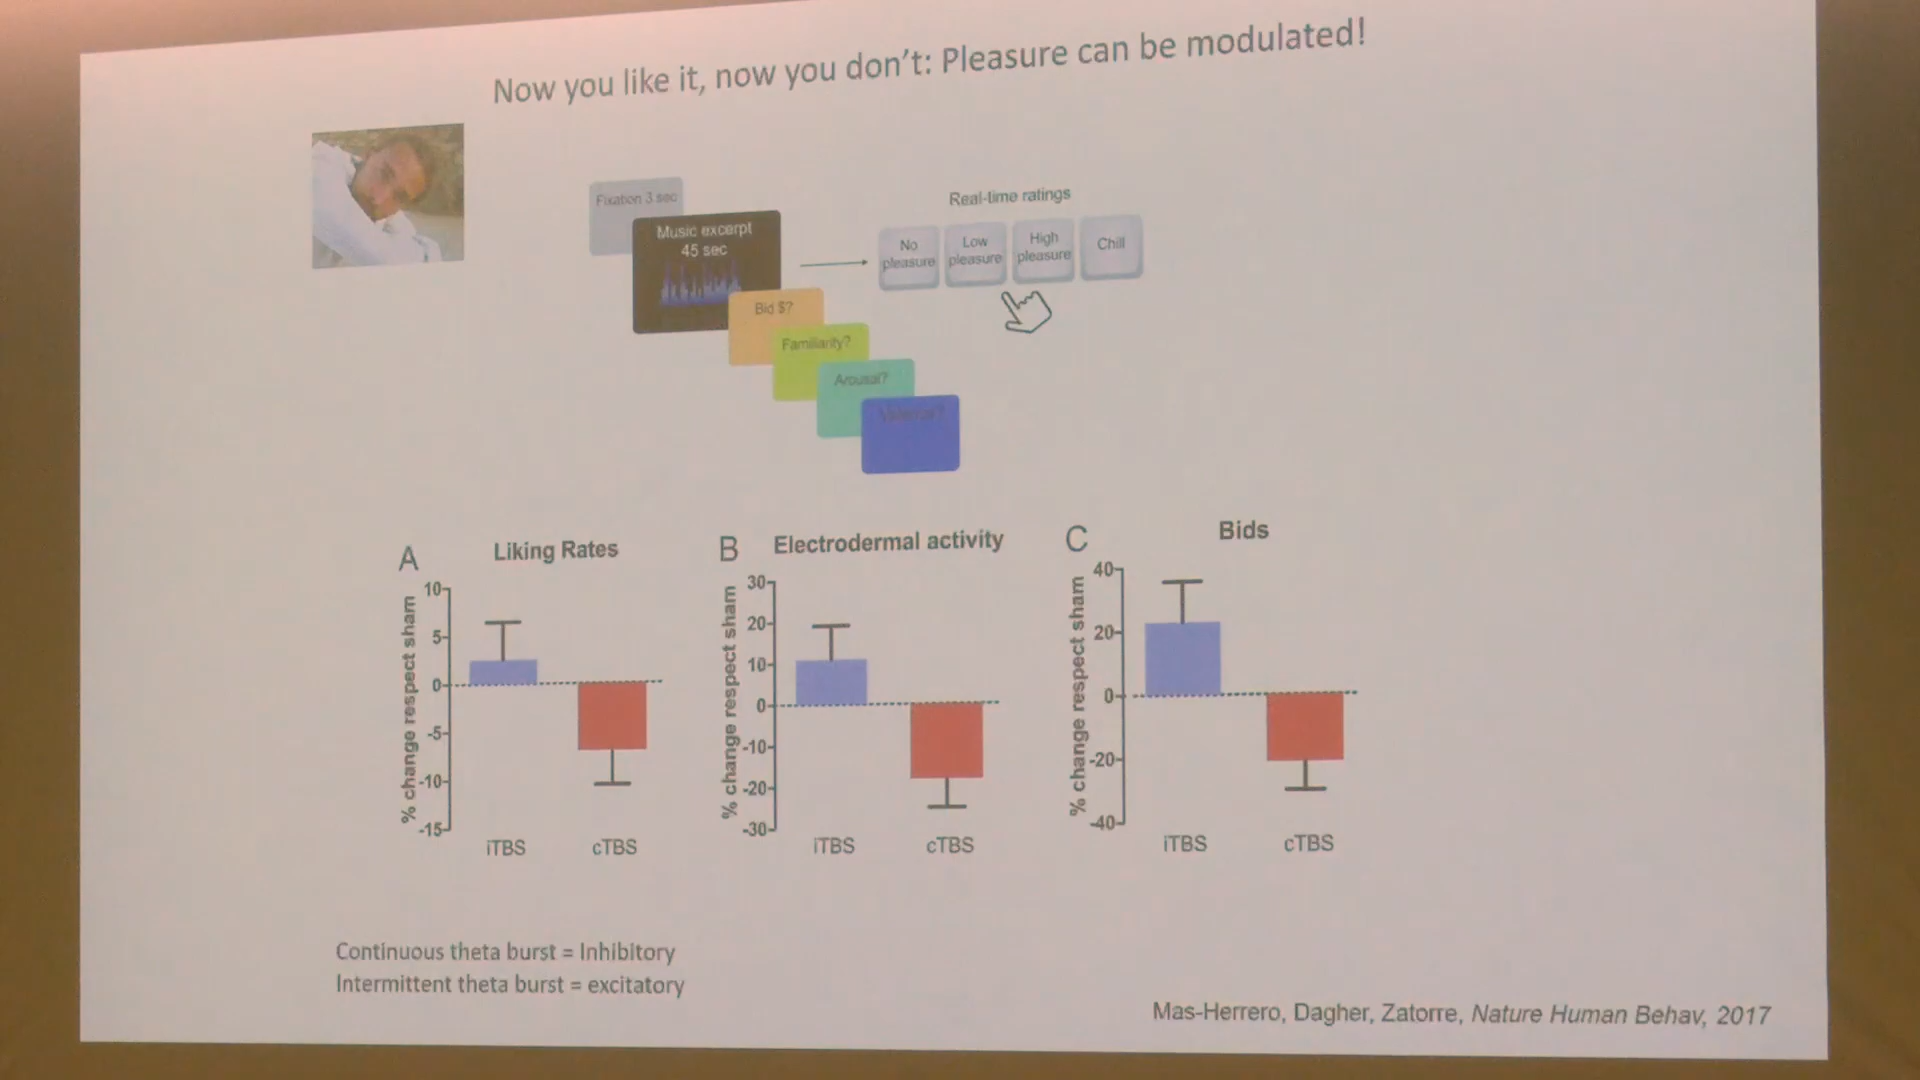 Now you like it, now you don't: Pleasure can be modulated!
Fixation 3 sec
Music excerpt
45 sec
Bid $?
Familiarity?
Arousal?
Real-time ratings
No
pleasure
Low
pleasure
High
pleasure
Chill
A
Liking Rates
% change respect sham
10
5
0
-5
-10
-15
iTBS
cTBS
B
Electrodermal activity
% change respect sham
30
20
10
0
-10
-20
-30
iTBS
cTBS
C
Bids
% change respect sham
40
20
0
-20
-40
iTBS
cTBS
Continuous theta burst = Inhibitory
Intermittent theta burst = excitatory
Mas-Herrero, Dagher, Zatorre, Nature Human Behav, 2017